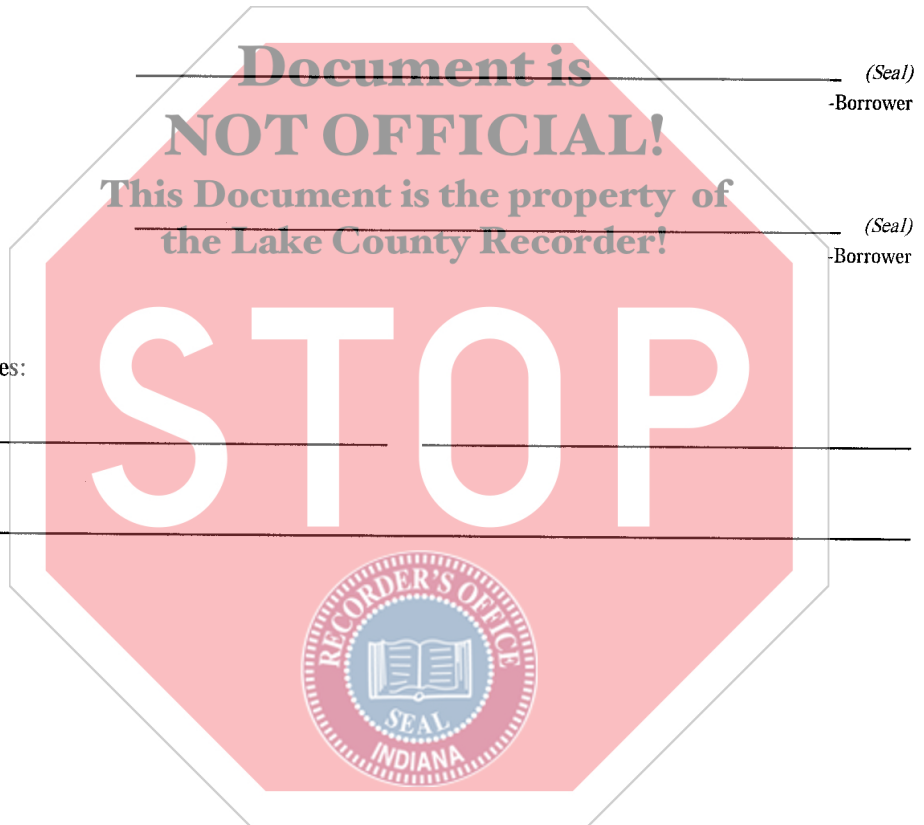 Document is
(Seal)
-Borrower
NOT OFFICIAL!
This Document is the property of
the Lake County Recorder!
(Seal)
-Borrower
es:
STOP
RECORDER'S OFFICE
SEAL
INDIANA